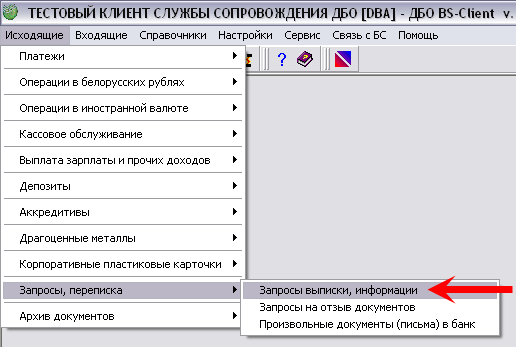 ТЕСТОВЫЙ КЛИЕНТ СЛУЖБЫ СОПРОВОЖДЕНИЯ ДБО [DBA] - ДБО BS-Client v.
Исходящие Входящие Справочники Настройки Сервис Связь с БС Помощь
Платежи
Операции в белорусских рублях
Операции в иностранной валюте
Кассовое обслуживание
Выплата зарплаты и прочих доходов
Депозиты
Аккредитивы
Драгоценные металлы
Корпоративные пластиковые карточки
Запросы, переписка
Запросы выписки, информации
Запросы на отзыв документов
Архив документов
Произвольные документы (письма) в банк